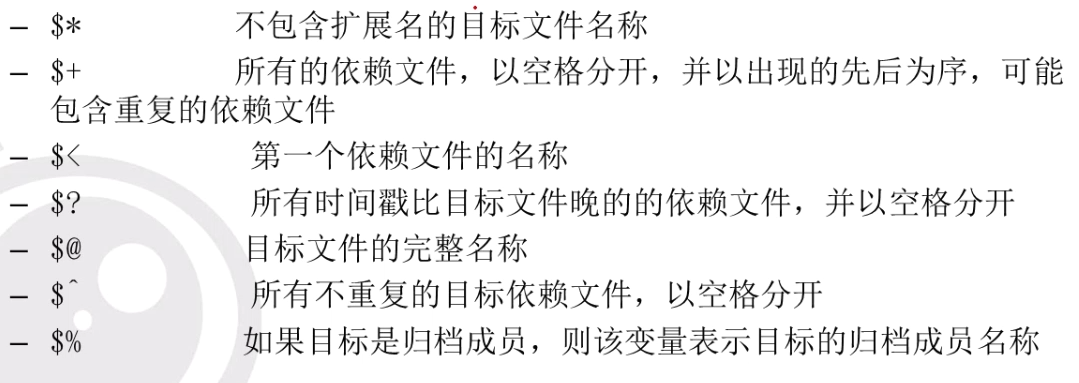 – $* 不包含扩展名的目标文件名称
– $+ 所有的依赖文件，以空格分开，并以出现的先后为序，可能
包含重复的依赖文件
– $< 第一个依赖文件的名称
– $? 所有时间戳比目标文件晚的的依赖文件，并以空格分开
– $@ 目标文件的完整名称
– $^ 所有不重复的目标依赖文件，以空格分开
– $% 如果目标是归档成员，则该变量表示目标的归档成员名称